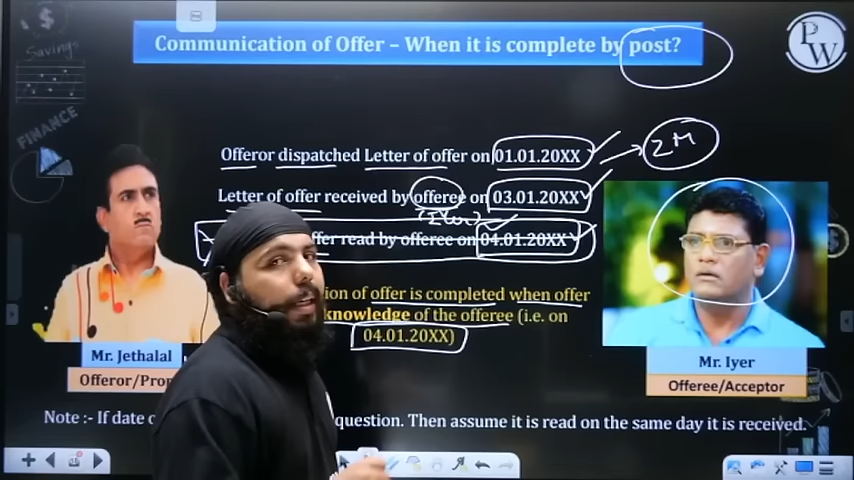 Communication of Offer – When it is complete by post?
P
W
Savings
FINANCE
Offeror dispatched Letter of offer on 01.01.20XX
2M
Letter of offer received by offeree on 03.01.20XX
offer read by offeree on 04.01.20XX
ion of offer is completed when offer
knowledge of the offeree (i.e. on
04.01.20XX)
Mr. Jethalal
Offeror/Pro
Mr. Iyer
Offeree/Acceptor
Note :- If date question. Then assume it is read on the same day it is received.